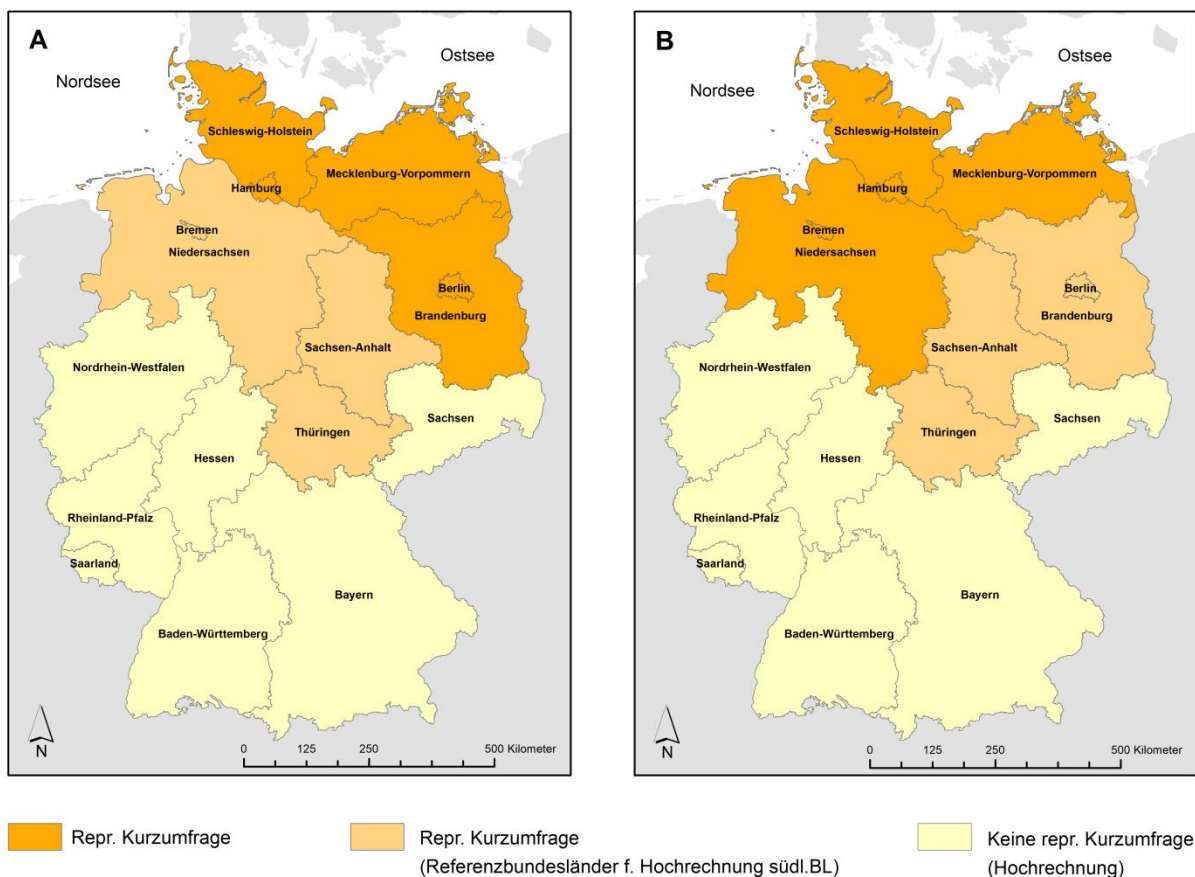 A
Ostsee
Nordsee
Schleswig-Holstein
Mecklenburg-Vorpommern
Hamburg
Bremen
Niedersachsen
Berlin
Brandenburg
Sachsen-Anhalt
Nordrhein-Westfalen
Sachsen
Thüringen
Hessen
Rheinland-Pfalz
Saarland
Bayern
Baden-Württemberg
N
0 125 250 500 Kilometer
B
Ostsee
Nordsee
Schleswig-Holstein
Mecklenburg-Vorpommern
Hamburg
Bremen
Niedersachsen
Berlin
Brandenburg
Sachsen-Anhalt
Nordrhein-Westfalen
Sachsen
Thüringen
Hessen
Rheinland-Pfalz
Saarland
Bayern
Baden-Württemberg
N
0 125 250 500 Kilometer
Repr. Kurzumfrage
Repr. Kurzumfrage
(Referenzbundesländer f. Hochrechnung südl.BL)
Keine repr. Kurzumfrage
(Hochrechnung)